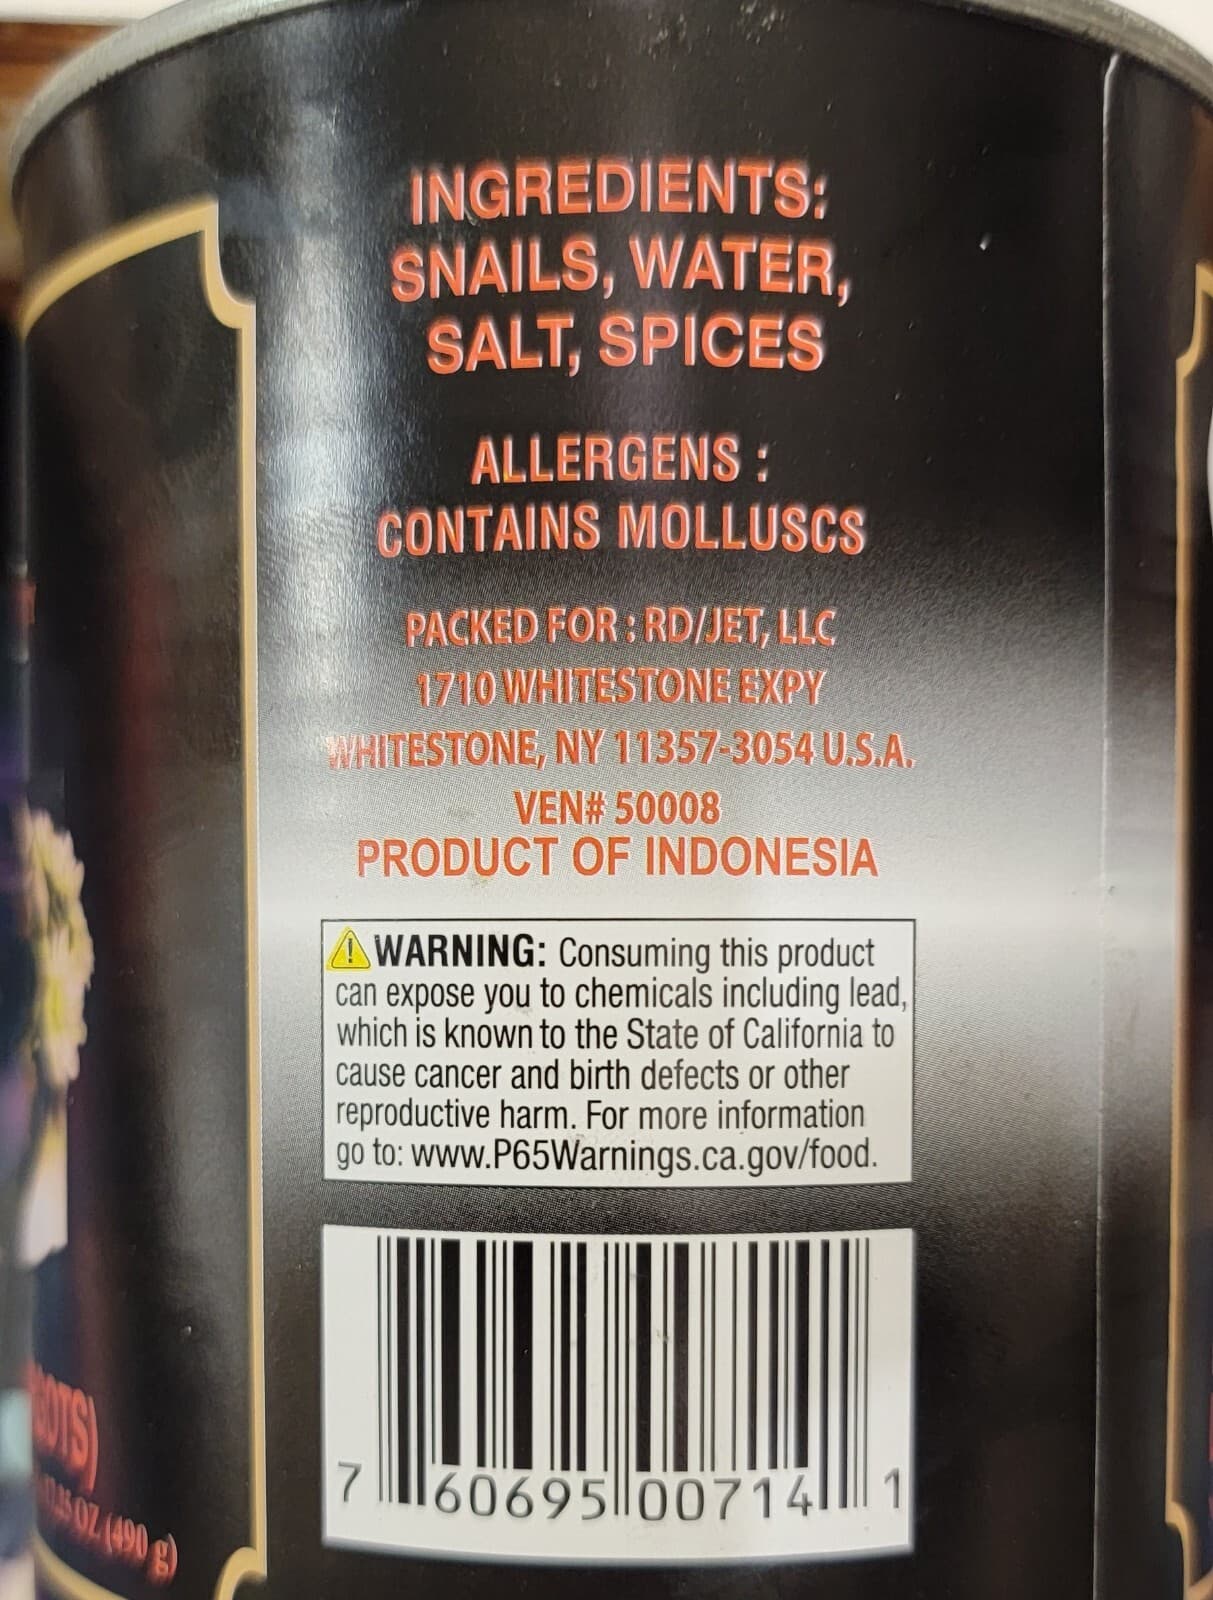 INGREDIENTS:
SNAILS, WATER,
SALT, SPICES
ALLERGENS :
CONTAINS MOLLUSCS
PACKED FOR : RD/JET, LLC
1710 WHITESTONE EXPY
WHITESTONE, NY 11357-3054 U.S.A.
VEN# 50008
PRODUCT OF INDONESIA
WARNING: Consuming this product
can expose you to chemicals including lead,
which is known to the State of California to
cause cancer and birth defects or other
reproductive harm. For more information
go to: www.P65Warnings.ca.gov/food.
7 60695 00714 1
OZ. (490 g)